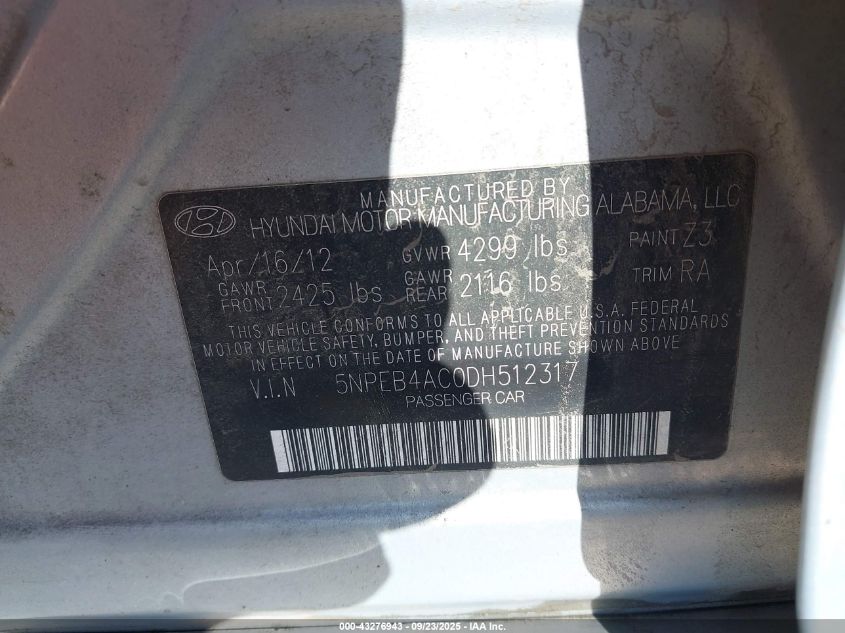 MANUFACTURED BY
HYUNDAI MOTOR MANUFACTURING ALABAMA, LLC
Apr/16/12 GVWR 4299 lbs PAINT Z3
GAWR FRONT 2425 lbs GAWR REAR 2116 lbs TRIM RA
THIS VEHICLE CONFORMS TO ALL APPLICABLE U.S.A. FEDERAL
MOTOR VEHICLE SAFETY, BUMPER, AND THEFT PREVENTION STANDARDS
IN EFFECT ON THE DATE OF MANUFACTURE SHOWN ABOVE
V.I.N 5NPEB4AC0DH512317
PASSENGER CAR
000-43276943 - 09/23/2025 - IAA Inc.